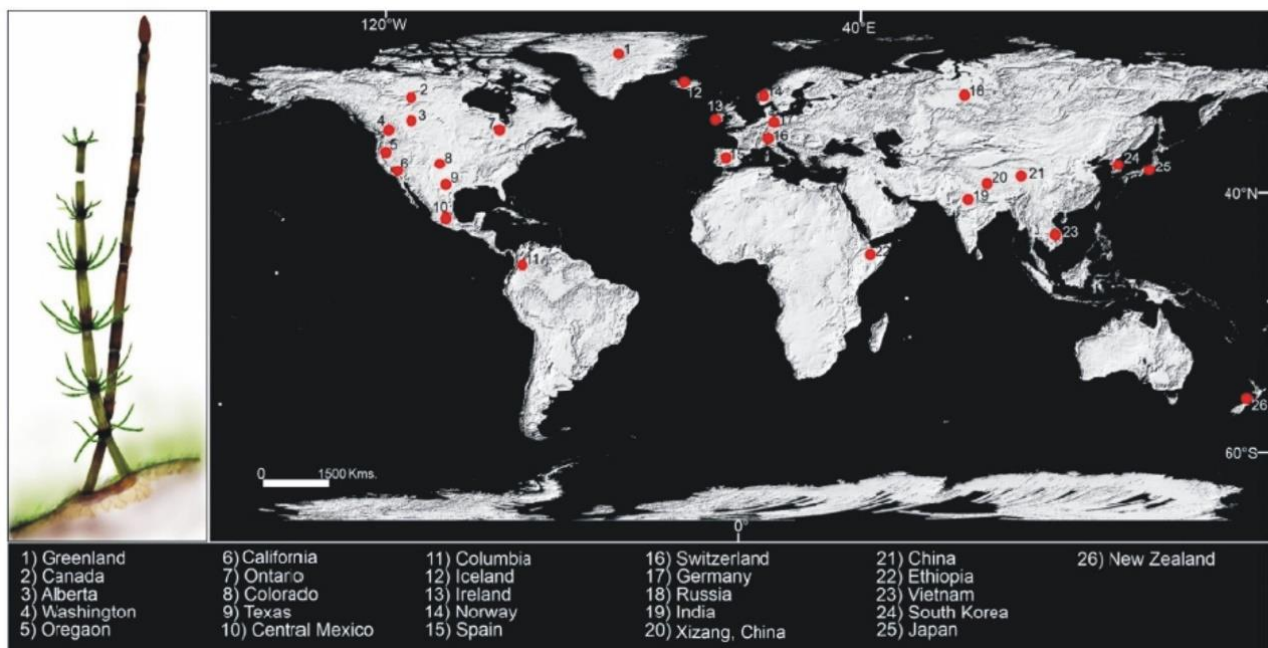 120°W 40°E
1
12
2
13
14
18
3
4
17
16
5
15
8
24
6
25
21
9
20
40°N
19
10
23
22
11
26
60°S
0 1500 Kms.
0°
1) Greenland
2) Canada
3) Alberta
4) Washington
5) Oregaon
6) California
7) Ontario
8) Colorado
9) Texas
10) Central Mexico
11) Columbia
12) Iceland
13) Ireland
14) Norway
15) Spain
16) Switzerland
17) Germany
18) Russia
19) India
20) Xizang, China
21) China
22) Ethiopia
23) Vietnam
24) South Korea
25) Japan
26) New Zealand